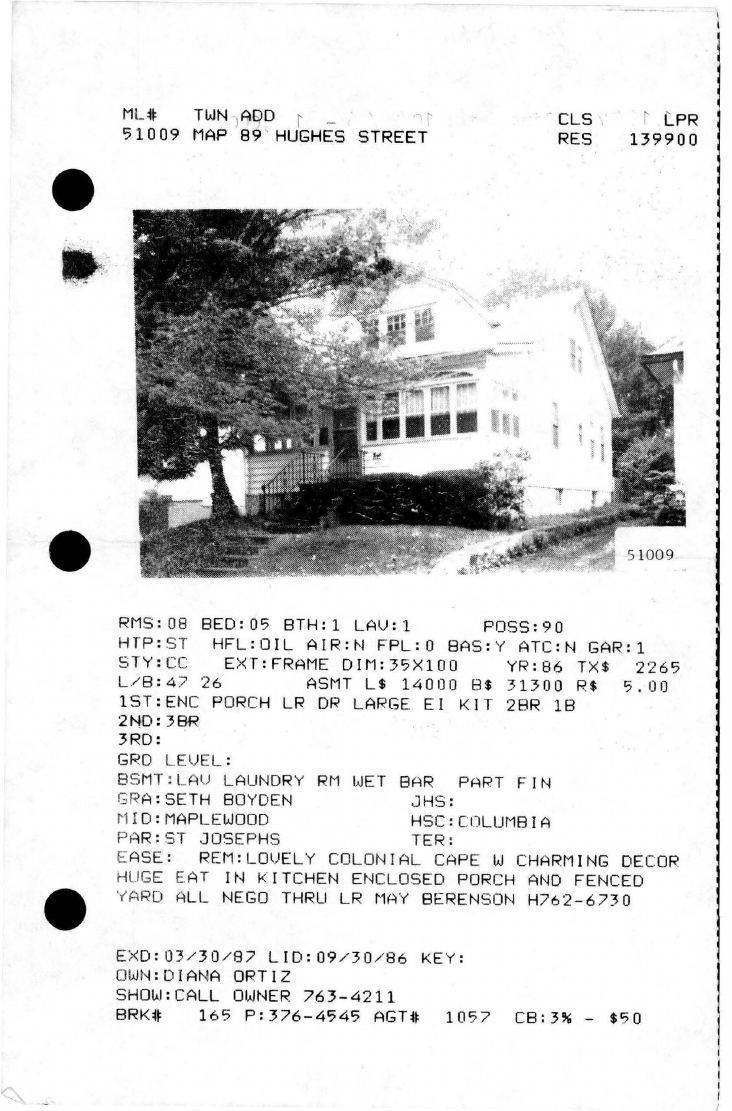 ML# TWN ADD CLS LPR
51009 MAP 89 HUGHES STREET RES 139900
51009
RMS:08 BED:05 BTH:1 LAV:1 POSS:90
HTP:ST HFL:OIL AIR:N FPL:0 BAS:Y ATC:N GAR:1
STY:CC EXT:FRAME DIM:35X100 YR:86 TX$ 2265
L/B:47 26 ASMT L$ 14000 B$ 31300 R$ 5.00
1ST:ENC PORCH LR DR LARGE EI KIT 2BR 1B
2ND:3BR
3RD:
GRD LEVEL:
BSMT:LAV LAUNDRY RM WET BAR PART FIN
GRA:SETH BOYDEN JHS:
MID:MAPLEWOOD HSC:COLUMBIA
PAR:ST JOSEPHS TER:
EASE: REM:LOVELY COLONIAL CAPE W CHARMING DECOR
HUGE EAT IN KITCHEN ENCLOSED PORCH AND FENCED
YARD ALL NEGO THRU LR MAY BERENSON H762-6730
EXD:03/30/87 LID:09/30/86 KEY:
OWN:DIANA ORTIZ
SHOW:CALL OWNER 763-4211
BRK# 165 P:376-4545 AGT# 1057 CB:3% - $50